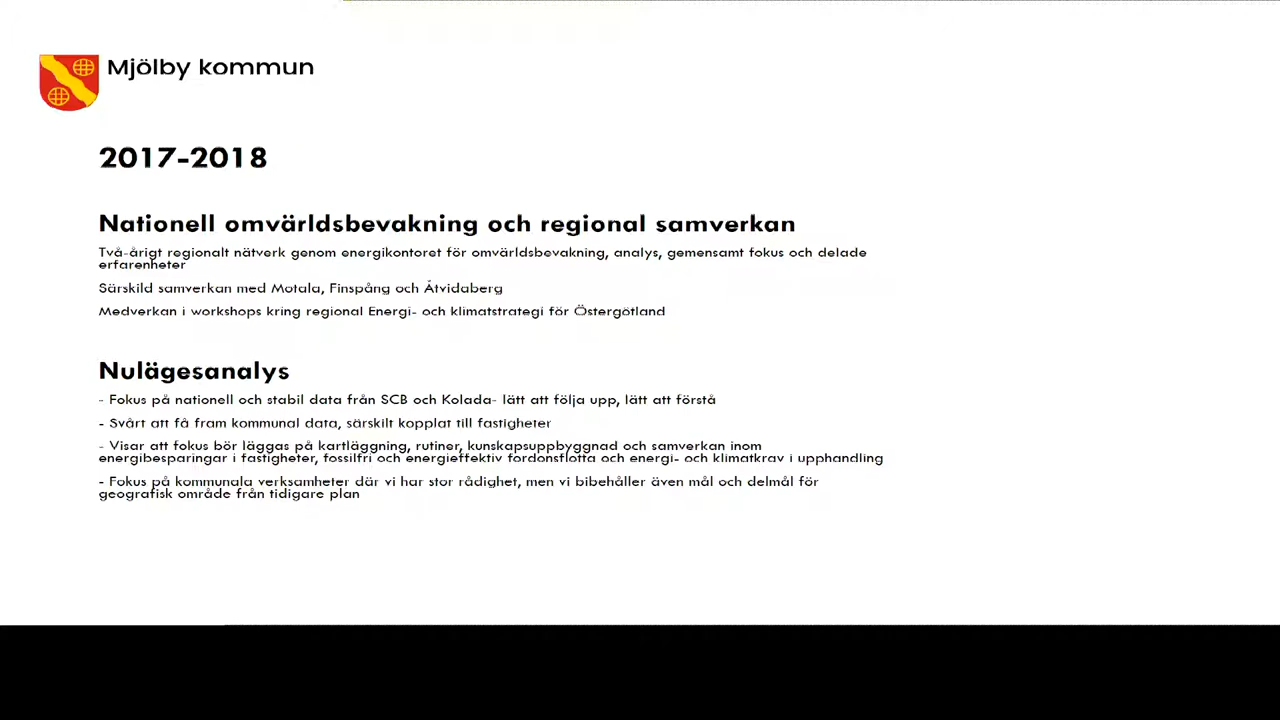 Mjölby kommun
2017-2018
Nationell omvärldsbevakning och regional samverkan
Två-årigt regionalt nätverk genom energikontoret för omvärldsbevakning, analys, gemensamt fokus och delade
erfarenheter
Särskild samverkan med Motala, Finspång och Åtvidaberg
Medverkan i workshops kring regional Energi- och klimatstrategi för Östergötland
Nulägesanalys
- Fokus på nationell och stabil data från SCB och Kolada- lätt att följa upp, lätt att förstå
- Svårt att få fram kommunal data, särskilt kopplat till fastigheter
- Visar att fokus bör läggas på kartläggning, rutiner, kunskapsuppbyggnad och samverkan inom
energibesparingar i fastigheter, fossilfri och energieffektiv fordonsflotta och energi- och klimatkrav i upphandling
- Fokus på kommunala verksamheter där vi har stor rådighet, men vi bibehåller även mål och delmål för
geografisk område från tidigare plan